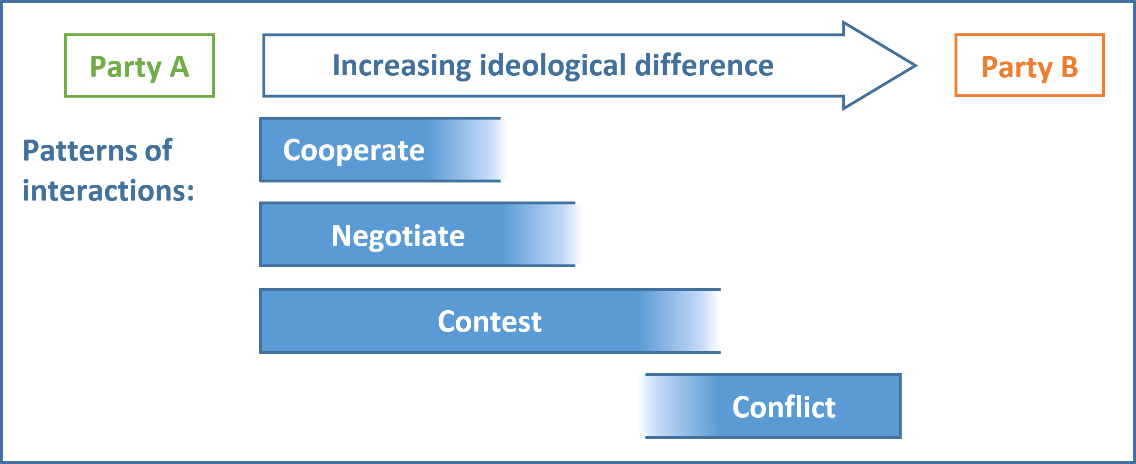 Party A
Increasing ideological difference
Party B
Patterns of
interactions:
Cooperate
Negotiate
Contest
Conflict